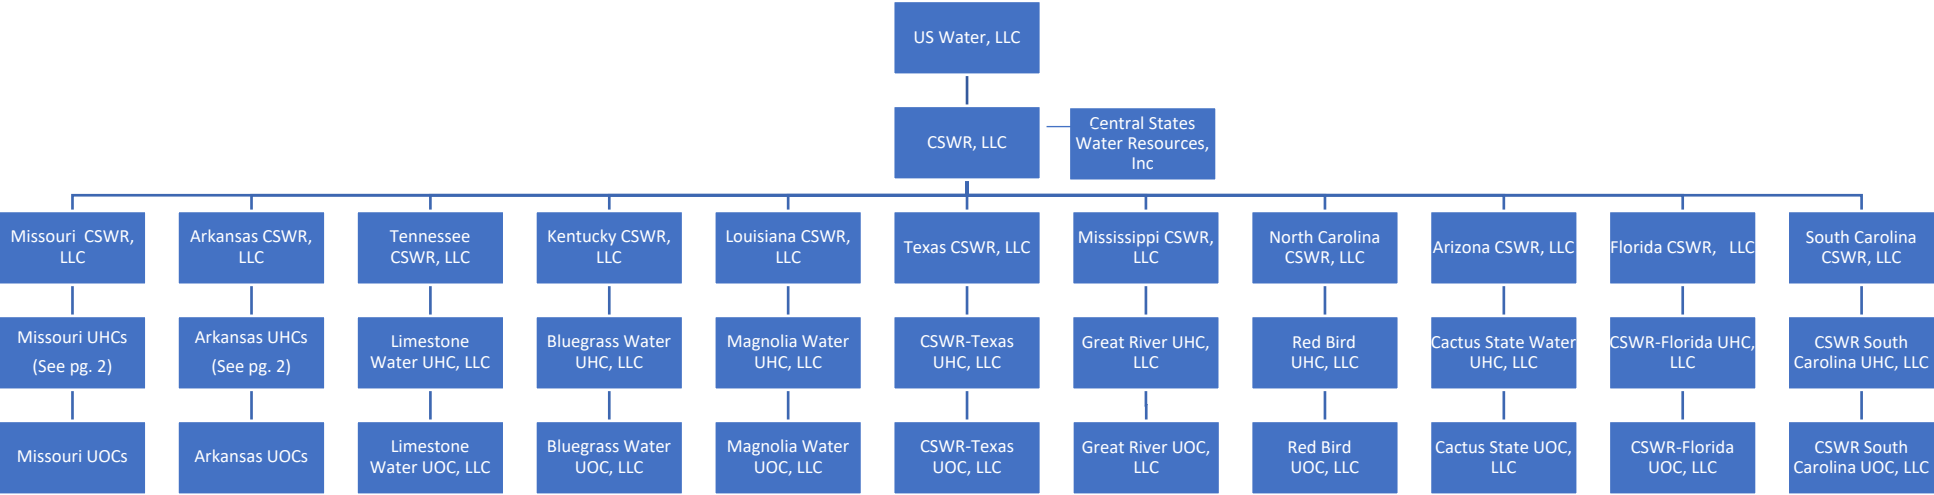 US Water, LLC
CSWR, LLC
Central States
Water Resources,
Inc
Missouri CSWR,
LLC
Arkansas CSWR,
LLC
Tennessee
CSWR, LLC
Kentucky CSWR,
LLC
Louisiana CSWR,
LLC
Texas CSWR, LLC
Mississippi CSWR,
LLC
North Carolina
CSWR, LLC
Arizona CSWR, LLC
Florida CSWR, LLC
South Carolina
CSWR, LLC
Missouri UHCs
(See pg. 2)
Arkansas UHCs
(See pg. 2)
Limestone
Water UHC, LLC
Bluegrass Water
UHC, LLC
Magnolia Water
UHC, LLC
CSWR-Texas
UHC, LLC
Great River UHC,
LLC
Red Bird
UHC, LLC
Cactus State Water
UHC, LLC
CSWR-Florida UHC,
LLC
CSWR South
Carolina UHC, LLC
Missouri UOCs
Arkansas UOCs
Limestone
Water UOC, LLC
Bluegrass Water
UOC, LLC
Magnolia Water
UOC, LLC
CSWR-Texas
UOC, LLC
Great River UOC,
LLC
Red Bird
UOC, LLC
Cactus State UOC,
LLC
CSWR-Florida
UOC, LLC
CSWR South
Carolina UOC, LLC